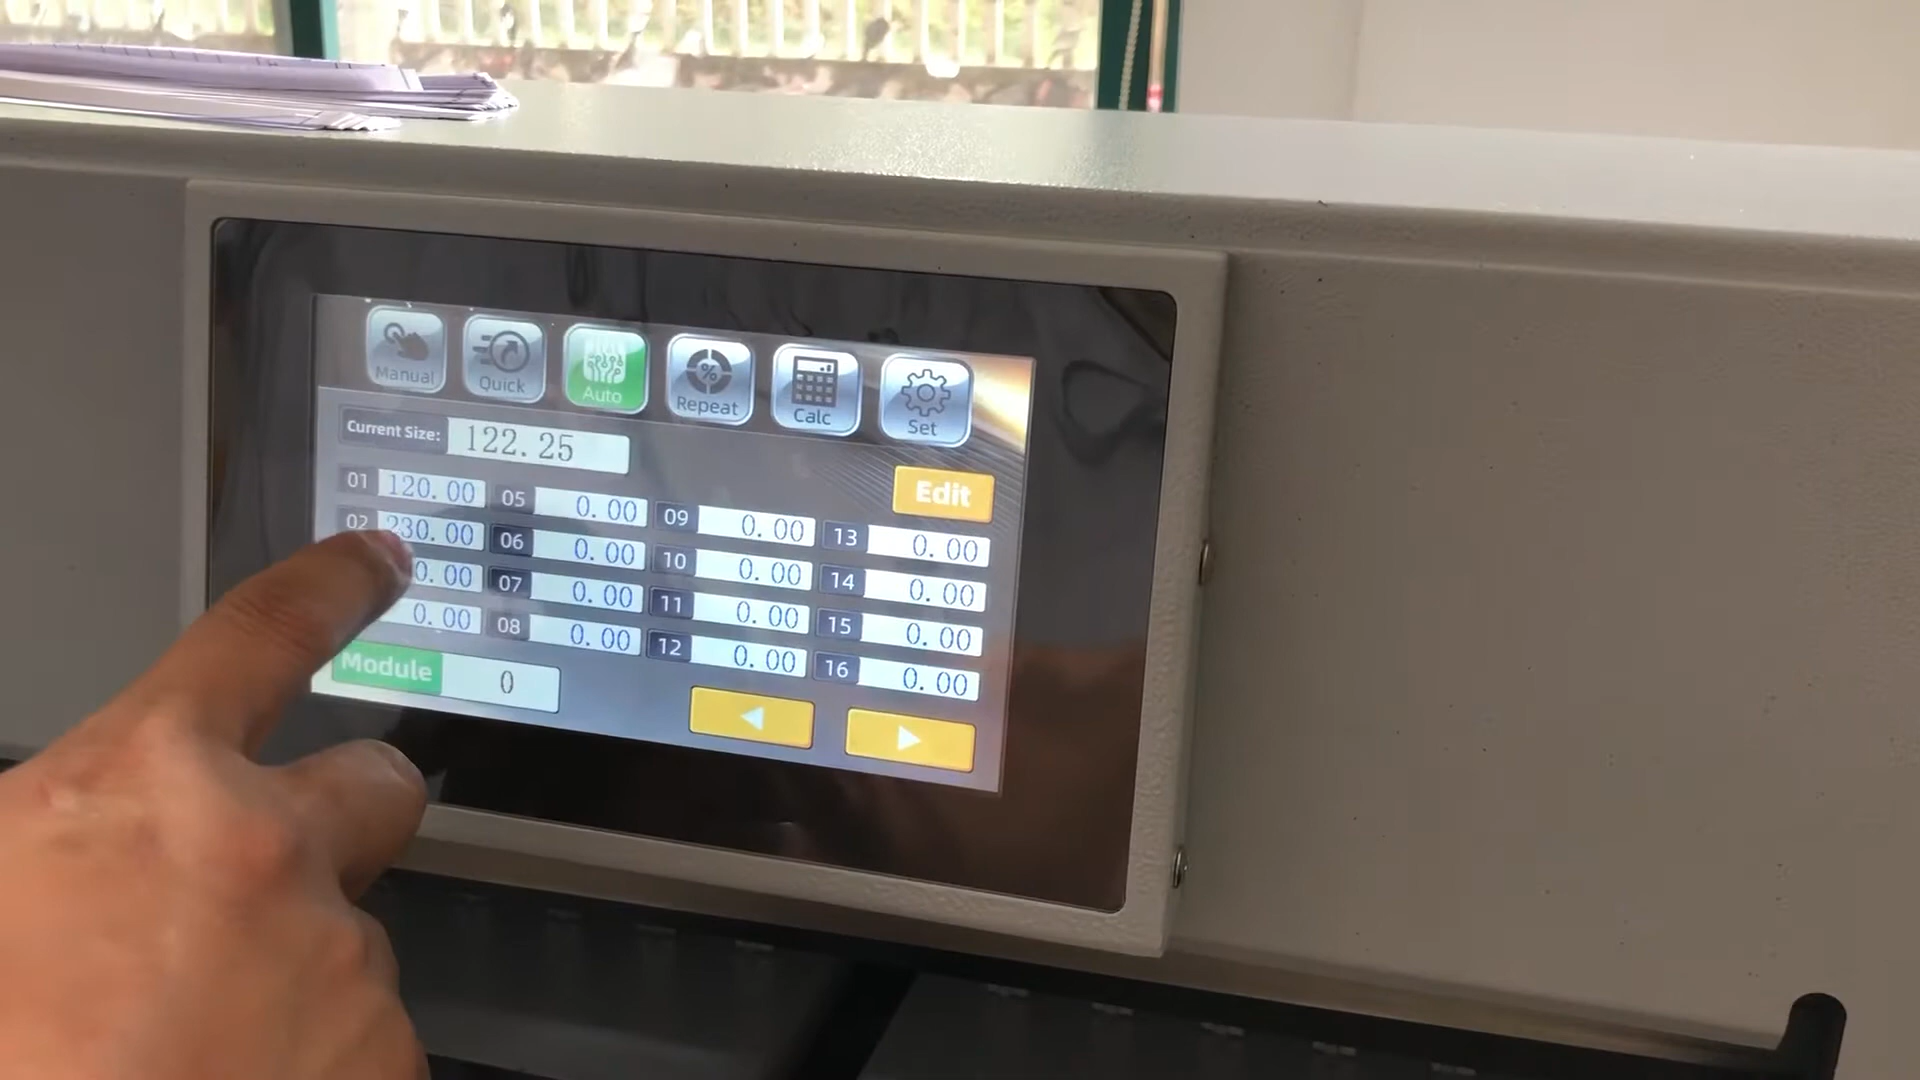 Manual Quick Auto Repeat Calc Set
Current Size: 122.25
Edit
01 120.00 05 0.00 09 0.00 13 0.00
02 230.00 06 0.00 10 0.00 14 0.00
0.00 07 0.00 11 0.00 15 0.00
0.00 08 0.00 12 0.00 16 0.00
Module 0